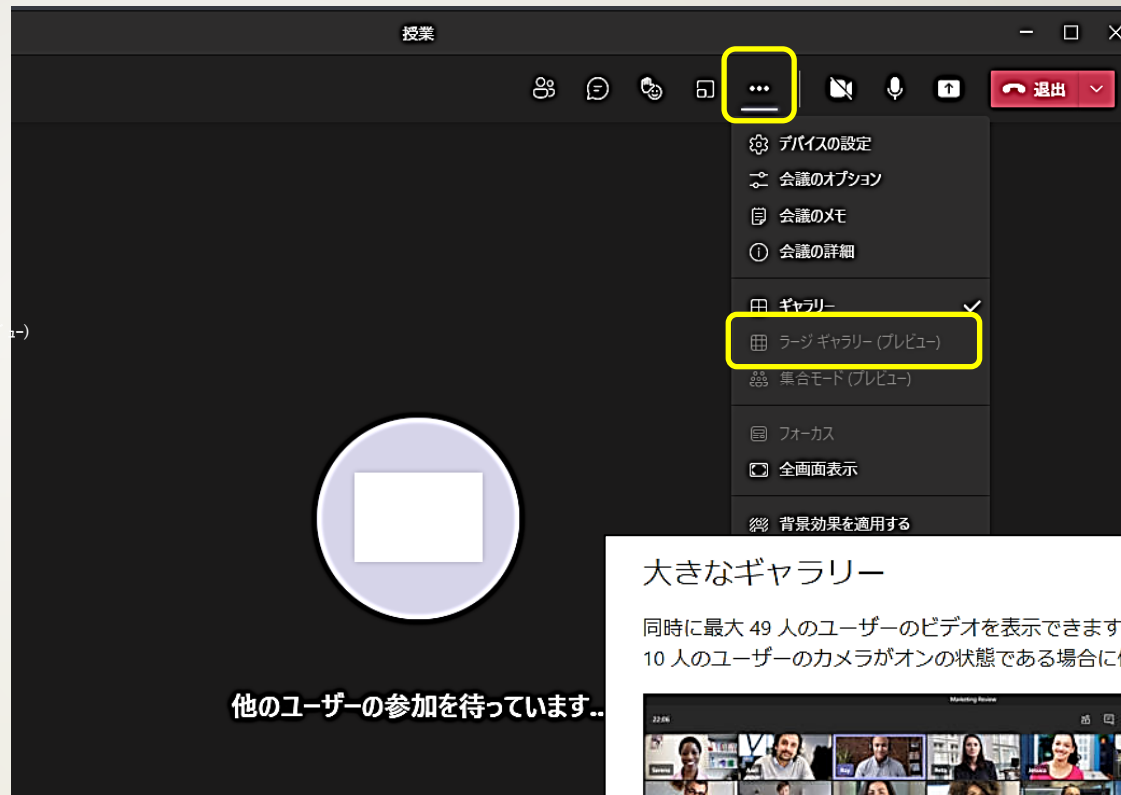 授業
退出
デバイスの設定
会議のオプション
会議のメモ
会議の詳細
ギャラリー
ュー)
ラージ ギャラリー (プレビュー)
集合モード (プレビュー)
フォーカス
全画面表示
背景効果を適用する
大きなギャラリー
同時に最大 49 人のユーザーのビデオを表示できます
10 人のユーザーのカメラがオンの状態である場合に
他のユーザーの参加を待っています..
Marketing Review
22:06
Serena
Ray
Jessica